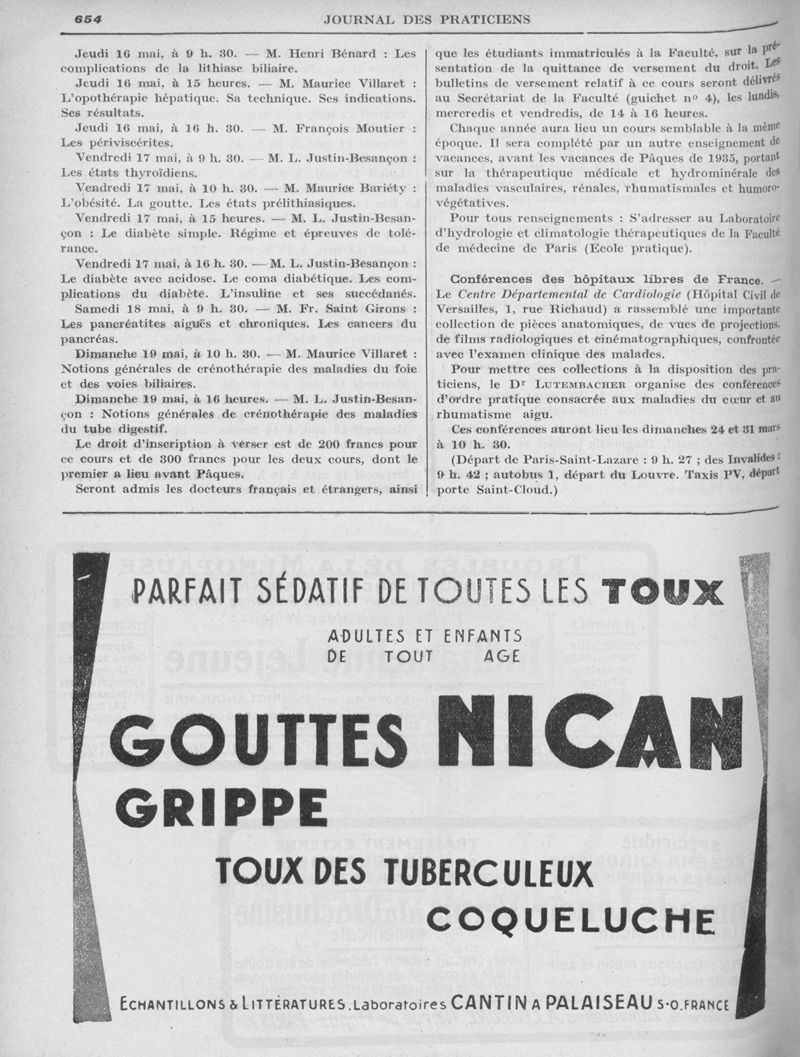 654
JOURNAL DES PRATICIENS
Jeudi 16 mai, à 9 h. 30. — M. Henri Bénard : Les
complications de la lithiase biliaire.
Jeudi 16 mai, à 15 heures. — M. Maurice Villaret :
L'opothérapie hépatique. Sa technique. Ses indications.
Ses résultats.
Jeudi 16 mai, à 16 h. 30. — M. François Moutier :
Les périviscérites.
Vendredi 17 mai, à 9 h. 30. — M. L. Justin-Besançon :
Les états thyroïdiens.
Vendredi 17 mai, à 10 h. 30. — M. Maurice Bariéty :
L'obésité. La goutte. Les états prélithiasiques.
Vendredi 17 mai, à 15 heures. — M. L. Justin-Besan-
çon : Le diabète simple. Régime et épreuves de tolé-
rance.
Vendredi 17 mai, à 16 h. 30. — M. L. Justin-Besançon :
Le diabète avec acidose. Le coma diabétique. Les com-
plications du diabète. L'insuline et ses succédanés.
Samedi 18 mai, à 9 h. 30. — M. Fr. Saint Girons :
Les pancréatites aiguës et chroniques. Les cancers du
pancréas.
Dimanche 19 mai, à 10 h. 30. — M. Maurice Villaret :
Notions générales de crénothérapie des maladies du foie
et des voies biliaires.
Dimanche 19 mai, à 16 heures. — M. L. Justin-Besan-
çon : Notions générales de crénothérapie des maladies
du tube digestif.
Le droit d'inscription à verser est de 200 francs pour
ce cours et de 300 francs pour les deux cours, dont le
premier a lieu avant Pâques.
Seront admis les docteurs français et étrangers, ainsi
que les étudiants immatriculés à la Faculté, sur la pré-
sentation de la quittance de versement du droit. Les
bulletins de versement relatif à ce cours seront délivrés
au Secrétariat de la Faculté (guichet n° 4), les lundis,
mercredis et vendredis, de 14 à 16 heures.
Chaque année aura lieu un cours semblable à la même
époque. Il sera complété par un autre enseignement de
vacances, avant les vacances de Pâques de 1935, portant
sur la thérapeutique médicale et hydrominérale des
maladies vasculaires, rénales, rhumatismales et humoro-
végétatives.
Pour tous renseignements : S'adresser au Laboratoire
d'hydrologie et climatologie thérapeutiques de la Faculté
de médecine de Paris (Ecole pratique).
Conférences des hôpitaux libres de France. —
Le Centre Départemental de Cardiologie (Hôpital Civil de
Versailles, 1, rue Richaud) a rassemblé une importante
collection de pièces anatomiques, de vues de projections,
de films radiologiques et cinématographiques, confrontée
avec l'examen clinique des malades.
Pour mettre ces collections à la disposition des pra-
ticiens, le Dr LUTEMBACHER organise des conférences
d'ordre pratique consacrée aux maladies du cœur et au
rhumatisme aigu.
Ces conférences auront lieu les dimanches 24 et 31 mars
à 10 h. 30.
(Départ de Paris-Saint-Lazare : 9 h. 27 ; des Invalides :
9 h. 42 ; autobus 1, départ du Louvre. Taxis PV, départ
porte Saint-Cloud.)
PARFAIT SÉDATIF DE TOUTES LES TOUX
ADULTES ET ENFANTS
DE TOUT AGE
GOUTTES NICAN
GRIPPE
TOUX DES TUBERCULEUX
COQUELUCHE
ECHANTILLONS & LITTÉRATURES. Laboratoires CANTIN A PALAISEAU S-O. FRANCE